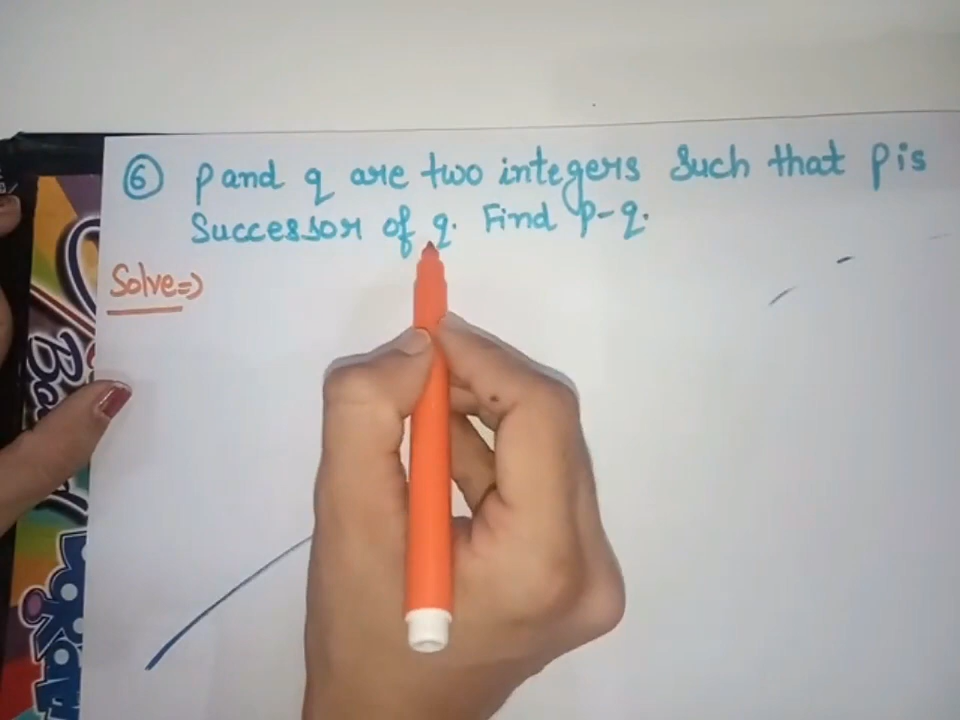 ⑥ p and q are two integers such that p is
Successor of q. Find p-q.
Solve=>